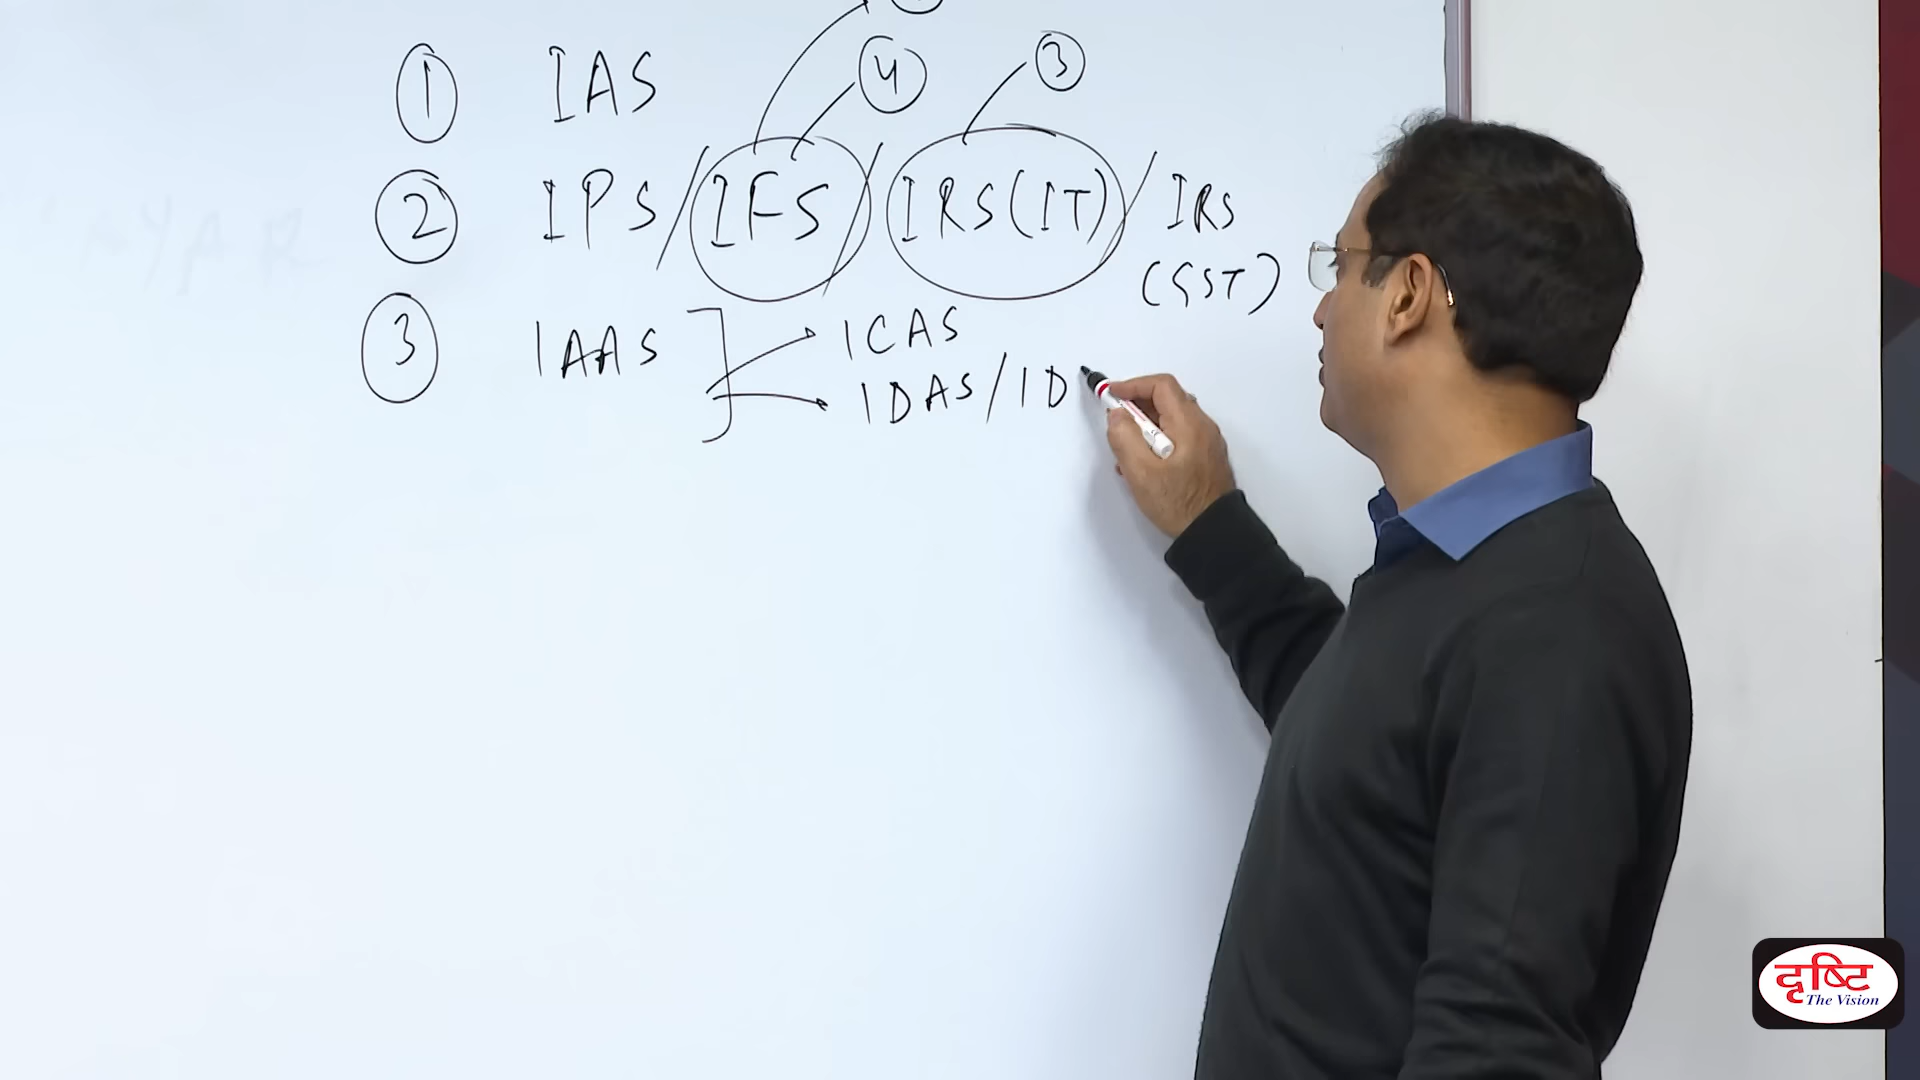 ① IAS ④ ③
② IPS/IFS/IRS(IT)/IRS
(GST)
③ IAAS ICAS
IDAS/ID
दृष्टि
The Vision